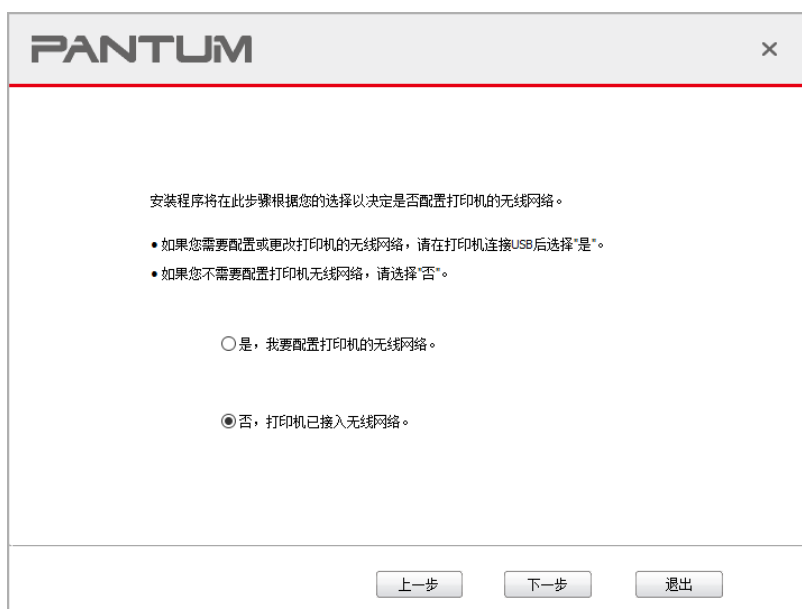 PANTUM
安装程序将在此步骤根据您的选择以决定是否配置打印机的无线网络。
• 如果您需要配置或更改打印机的无线网络，请在打印机连接USB后选择"是"。
• 如果您不需要配置打印机无线网络，请选择"否"。
是，我要配置打印机的无线网络。
否，打印机已接入无线网络。
上一步 下一步 退出